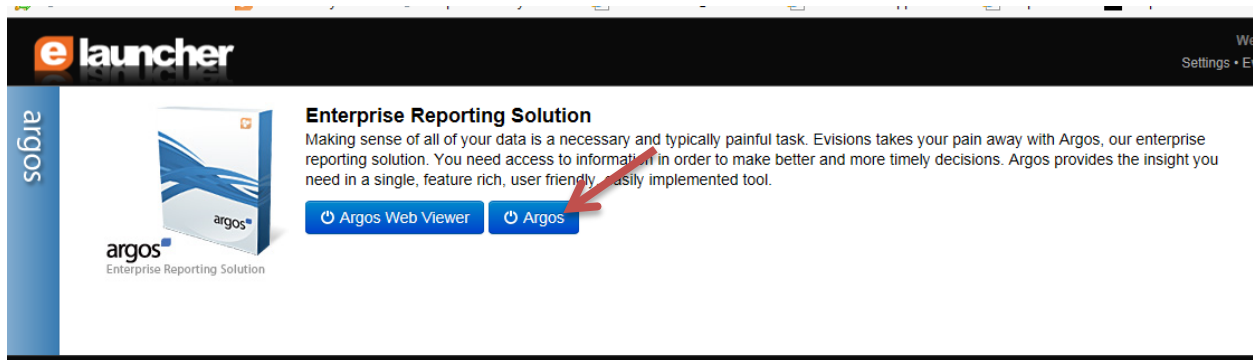 e launcher
We
Settings • E
argos
Enterprise Reporting Solution
Making sense of all of your data is a necessary and typically painful task. Evisions takes your pain away with Argos, our enterprise
reporting solution. You need access to information in order to make better and more timely decisions. Argos provides the insight you
need in a single, feature rich, user friendly, easily implemented tool.
Argos Web Viewer
Argos
argos
argos
Enterprise Reporting Solution